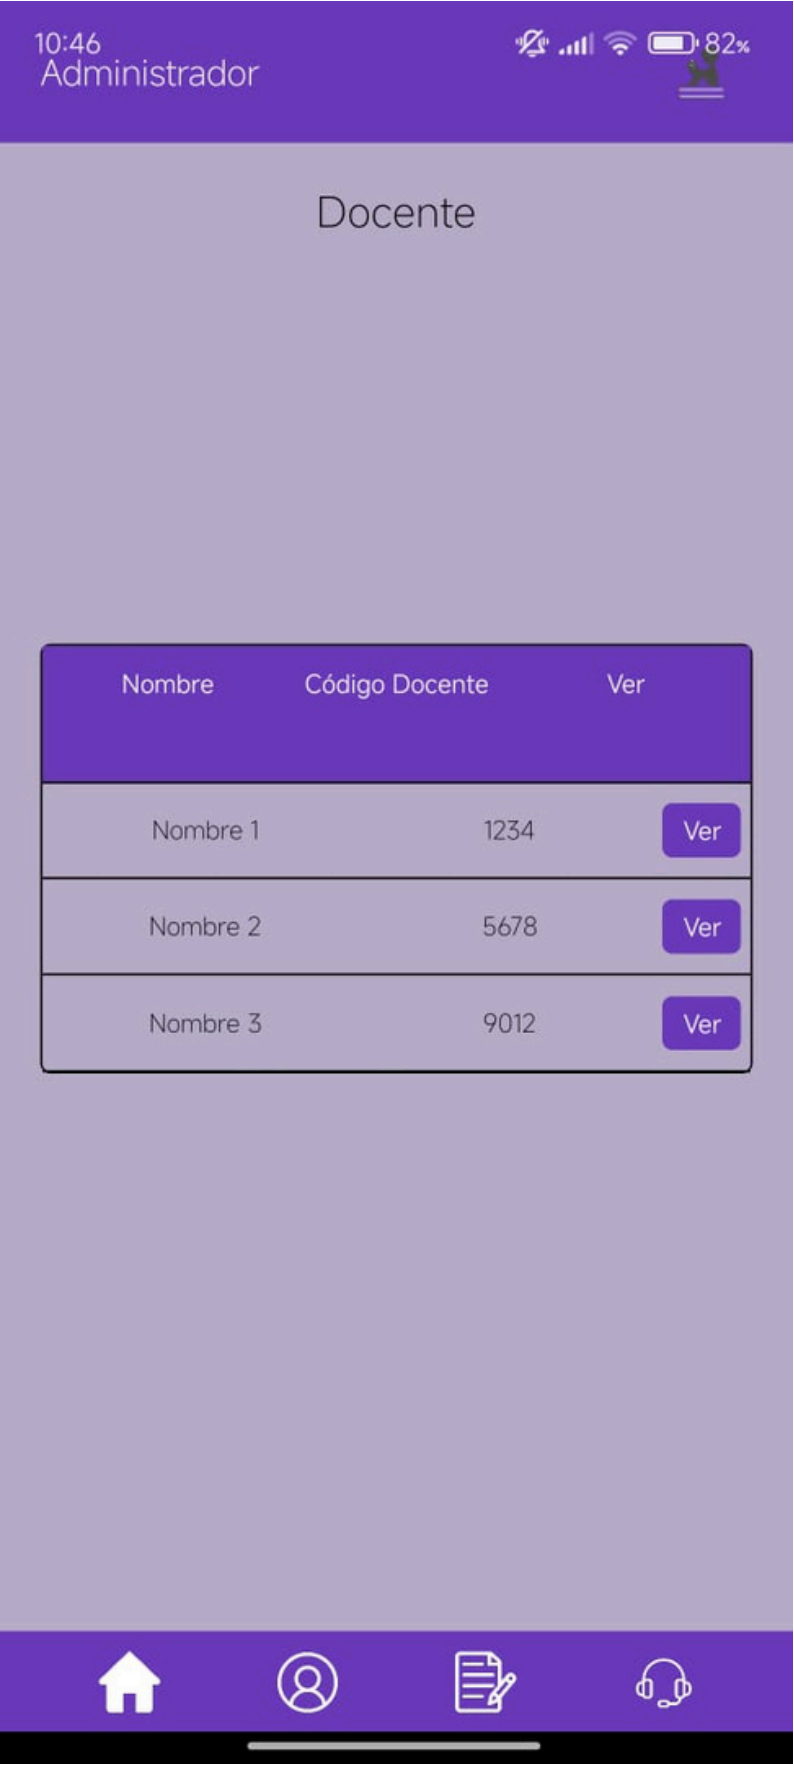 10:46 82%
Administrador
Docente
Nombre Código Docente Ver
Nombre 1 1234 Ver
Nombre 2 5678 Ver
Nombre 3 9012 Ver